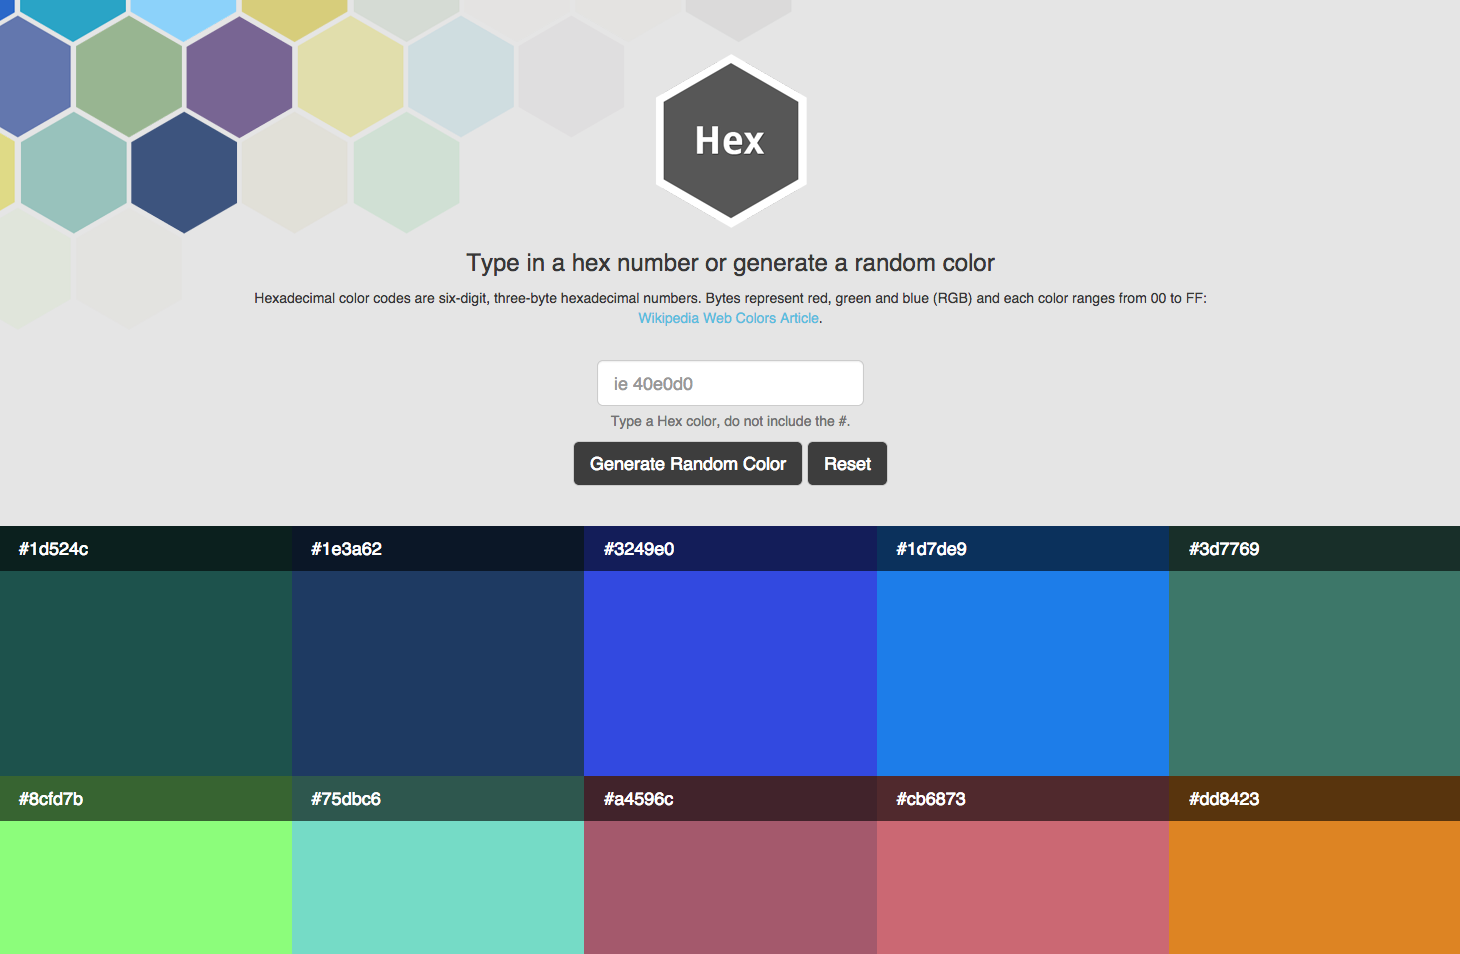 Hex
Type in a hex number or generate a random color
Hexadecimal color codes are six-digit, three-byte hexadecimal numbers. Bytes represent red, green and blue (RGB) and each color ranges from 00 to FF:
Wikipedia Web Colors Article.
ie 40e0d0
Type a Hex color, do not include the #.
Generate Random Color Reset
#1d524c #1e3a62 #3249e0 #1d7de9 #3d7769
#8cfd7b #75dbc6 #a4596c #cb6873 #dd8423